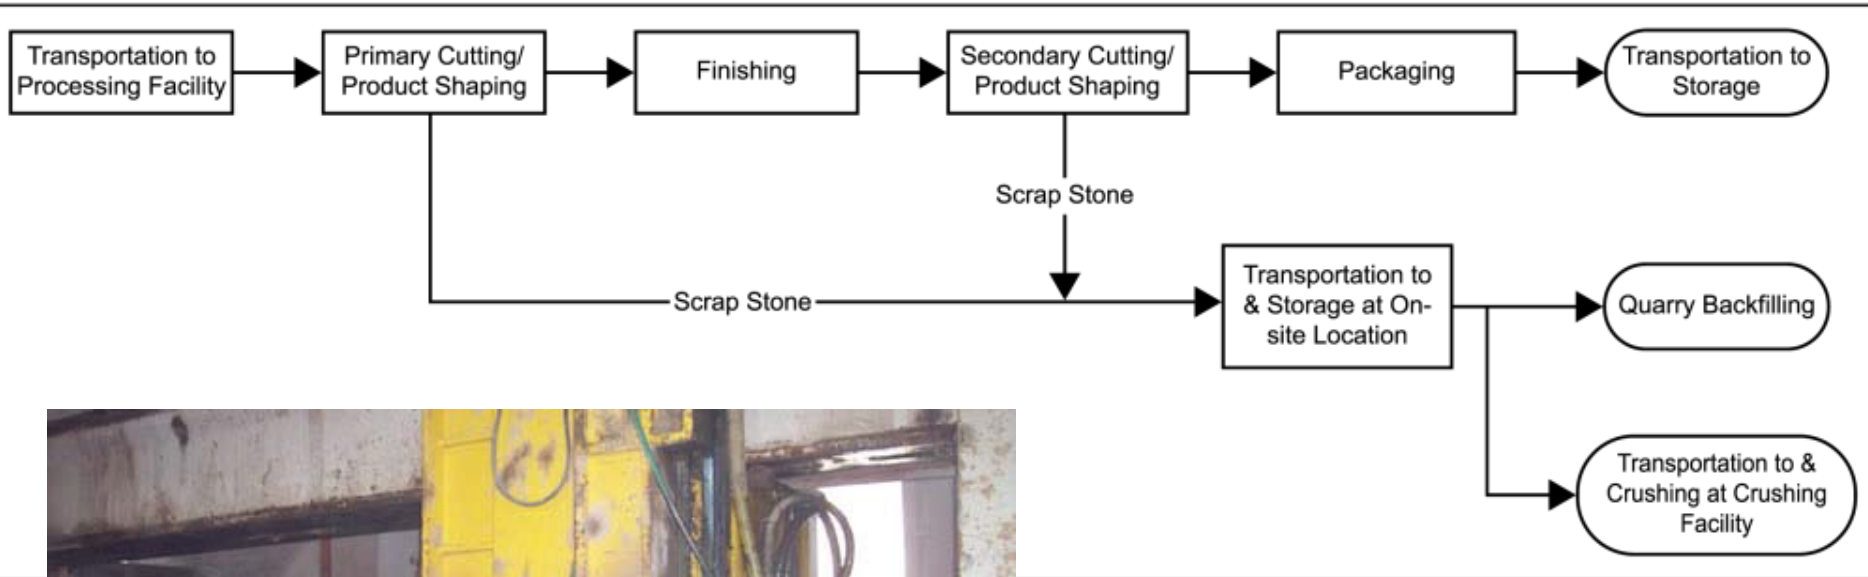 Transportation to
Processing Facility
Primary Cutting/
Product Shaping
Finishing
Secondary Cutting/
Product Shaping
Packaging
Transportation to
Storage
Scrap Stone
Scrap Stone
Transportation to
& Storage at On-
site Location
Quarry Backfilling
Transportation to &
Crushing at Crushing
Facility